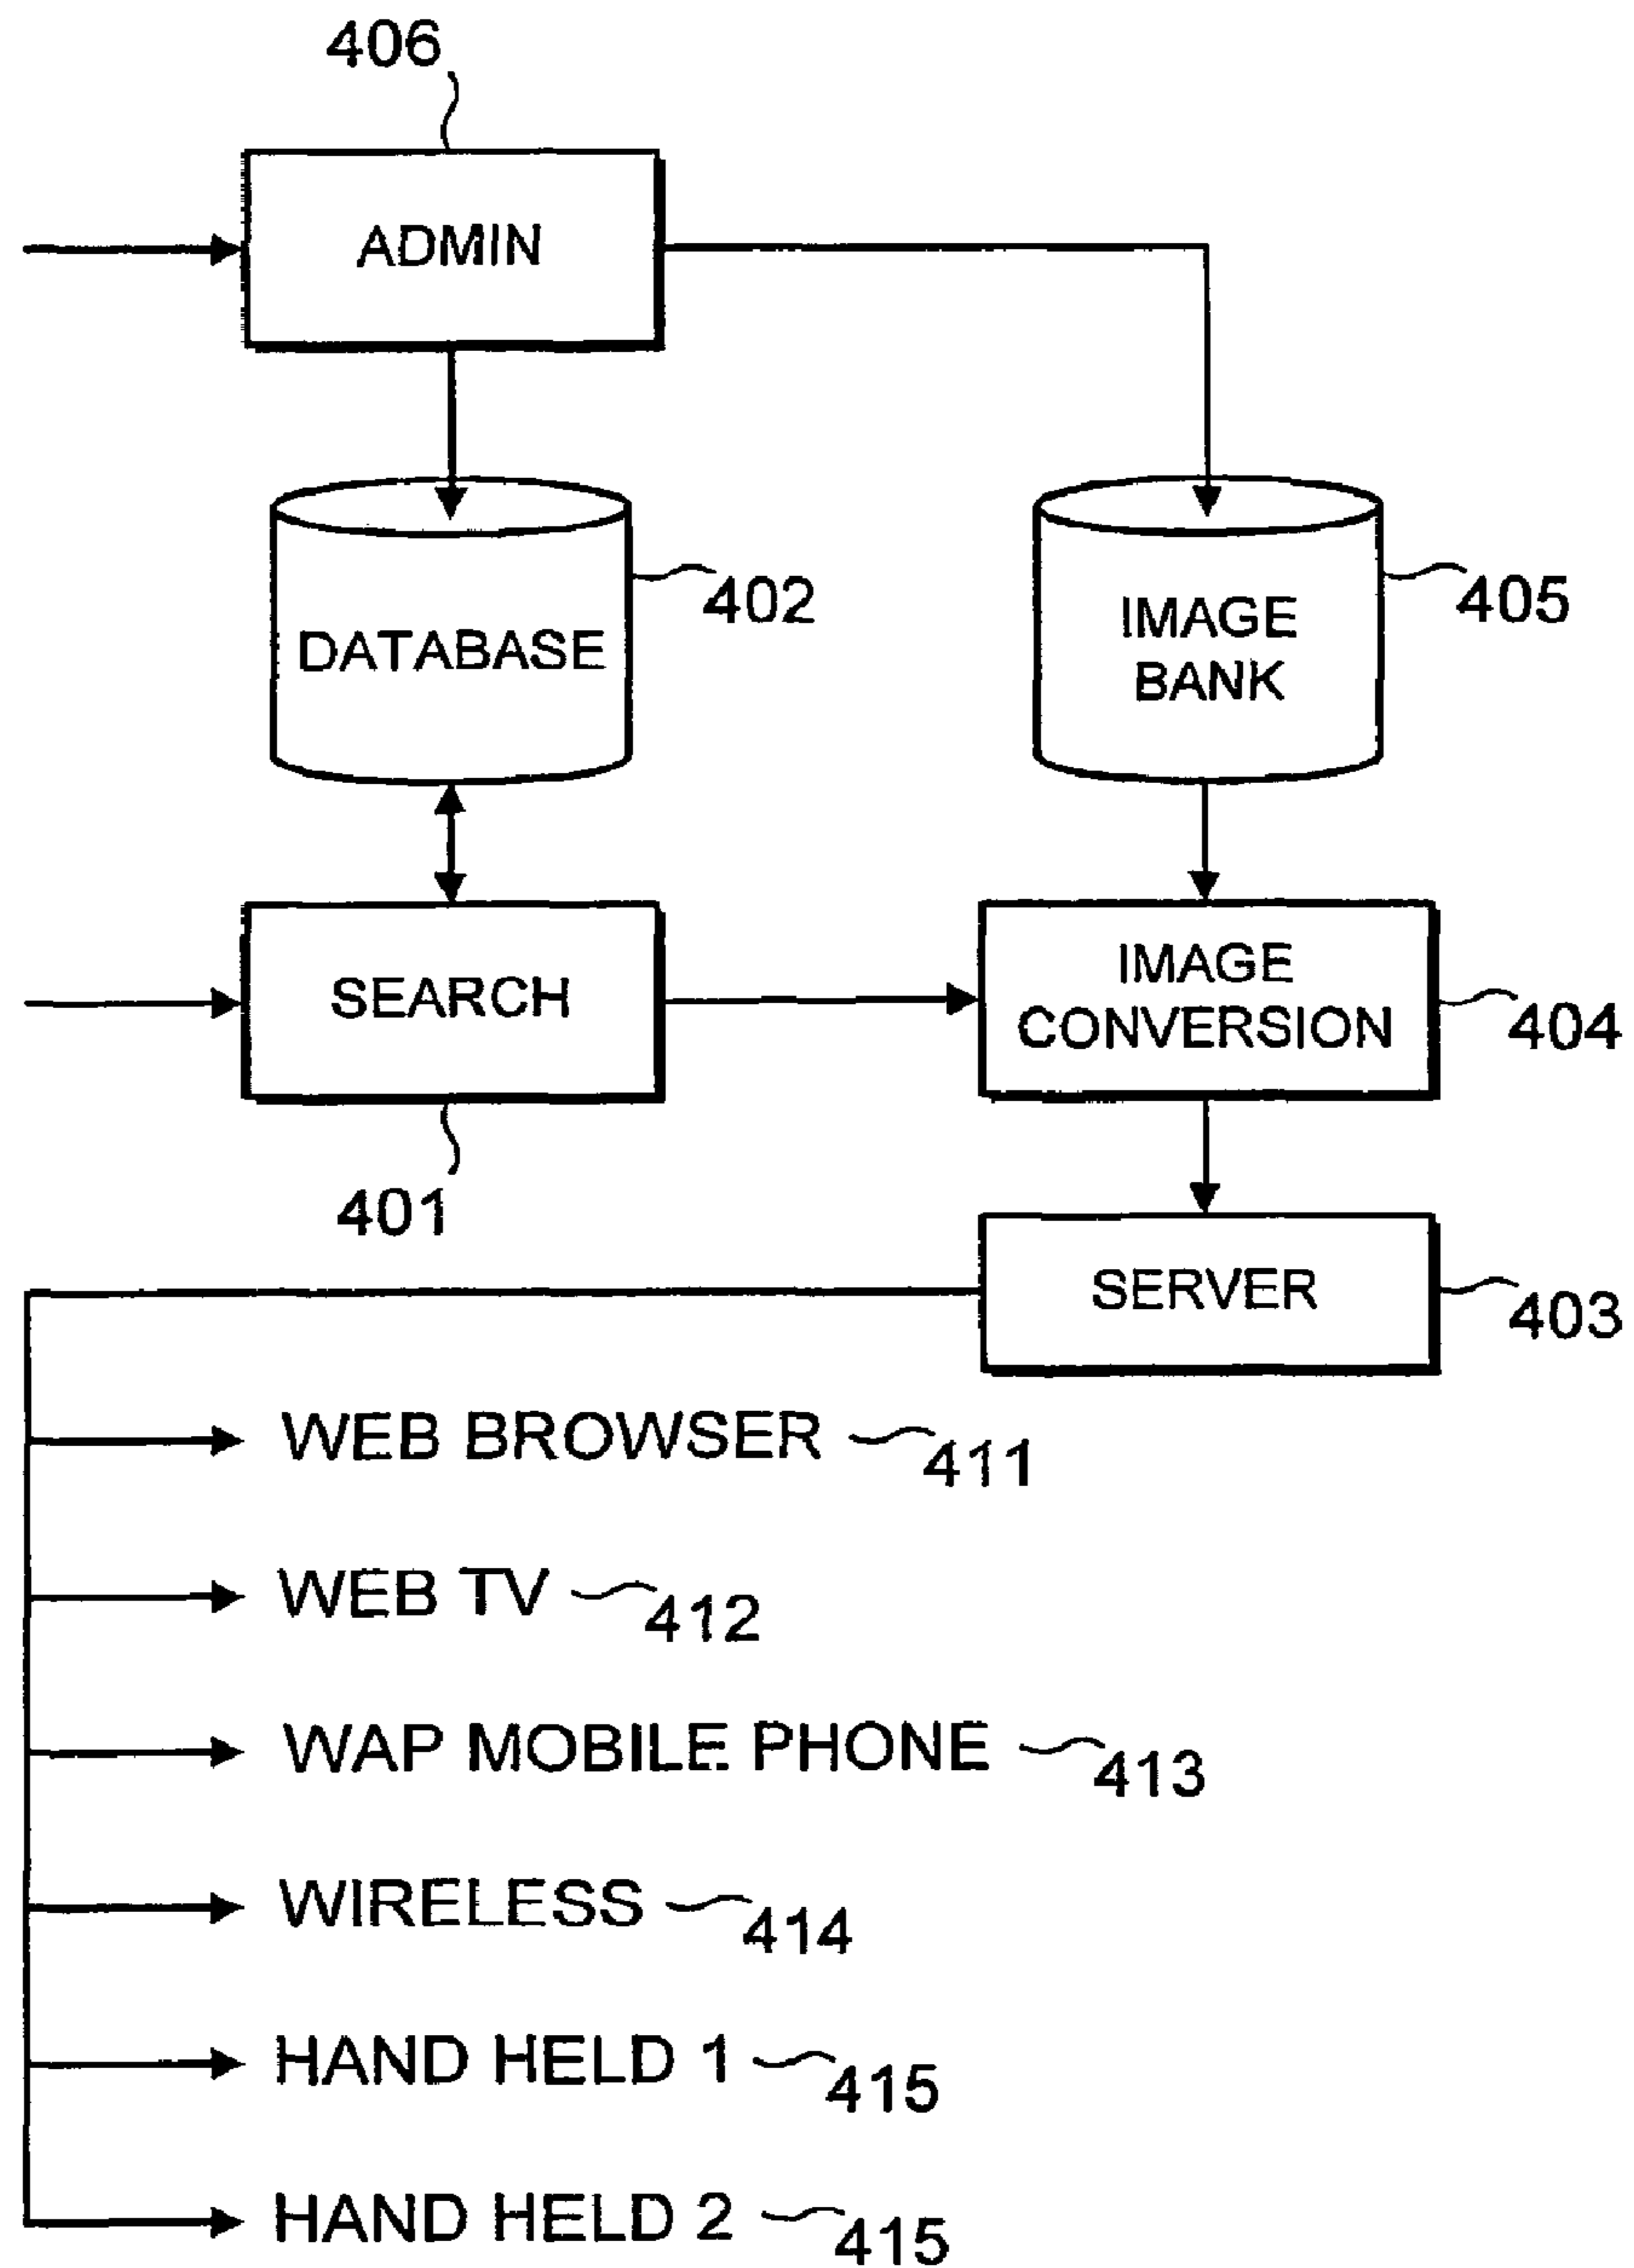 406
ADMIN
DATABASE
402
IMAGE
BANK
405
SEARCH
401
IMAGE
CONVERSION
404
SERVER
403
WEB BROWSER 411
WEB TV 412
WAP MOBILE PHONE 413
WIRELESS 414
HAND HELD 1 415
HAND HELD 2 415